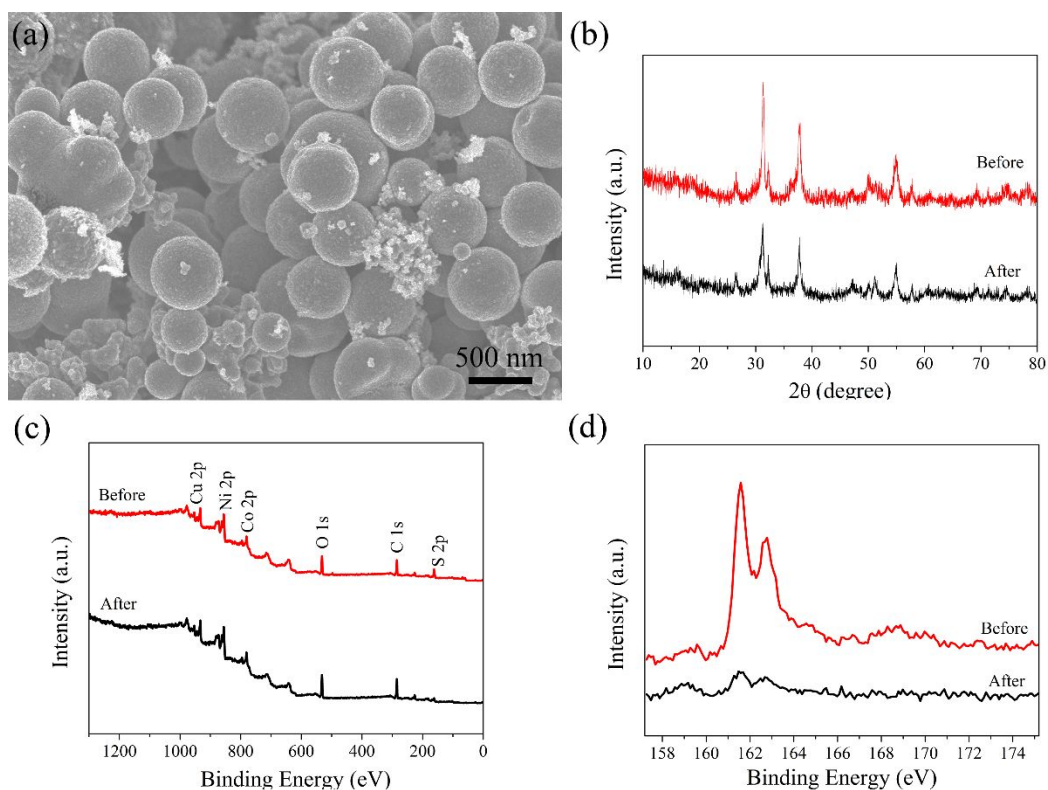 (a)
500 nm
(b)
Before
After
Intensity (a.u.)
10 20 30 40 50 60 70 80
2θ (degree)
(c)
Before
Cu 2p
Ni 2p
Co 2p
O 1s
C 1s
S 2p
After
Intensity (a.u.)
1200 1000 800 600 400 200 0
Binding Energy (eV)
(d)
Before
After
Intensity (a.u.)
158 160 162 164 166 168 170 172 174
Binding Energy (eV)